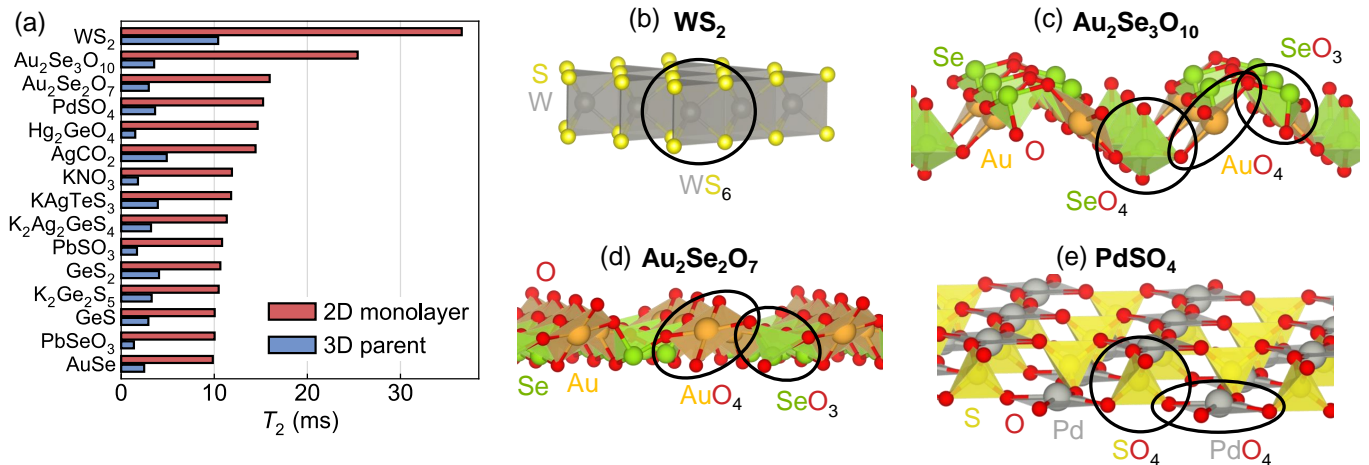 (a)
WS₂
Au₂Se₃O₁₀
Au₂Se₂O₇
PdSO₄
Hg₂GeO₄
AgCO₂
KNO₃
KAgTeS₃
K₂Ag₂GeS₄
PbSO₃
GeS₂
K₂Ge₂S₅
GeS
PbSeO₃
AuSe
2D monolayer
3D parent
0 10 20 30
T₂ (ms)
(b) WS₂
S
W
WS₆
(c) Au₂Se₃O₁₀
SeO₃
Se
Au O
AuO₄
SeO₄
(d) Au₂Se₂O₇
O
Se Au AuO₄ SeO₃
(e) PdSO₄
S O Pd SO₄ PdO₄